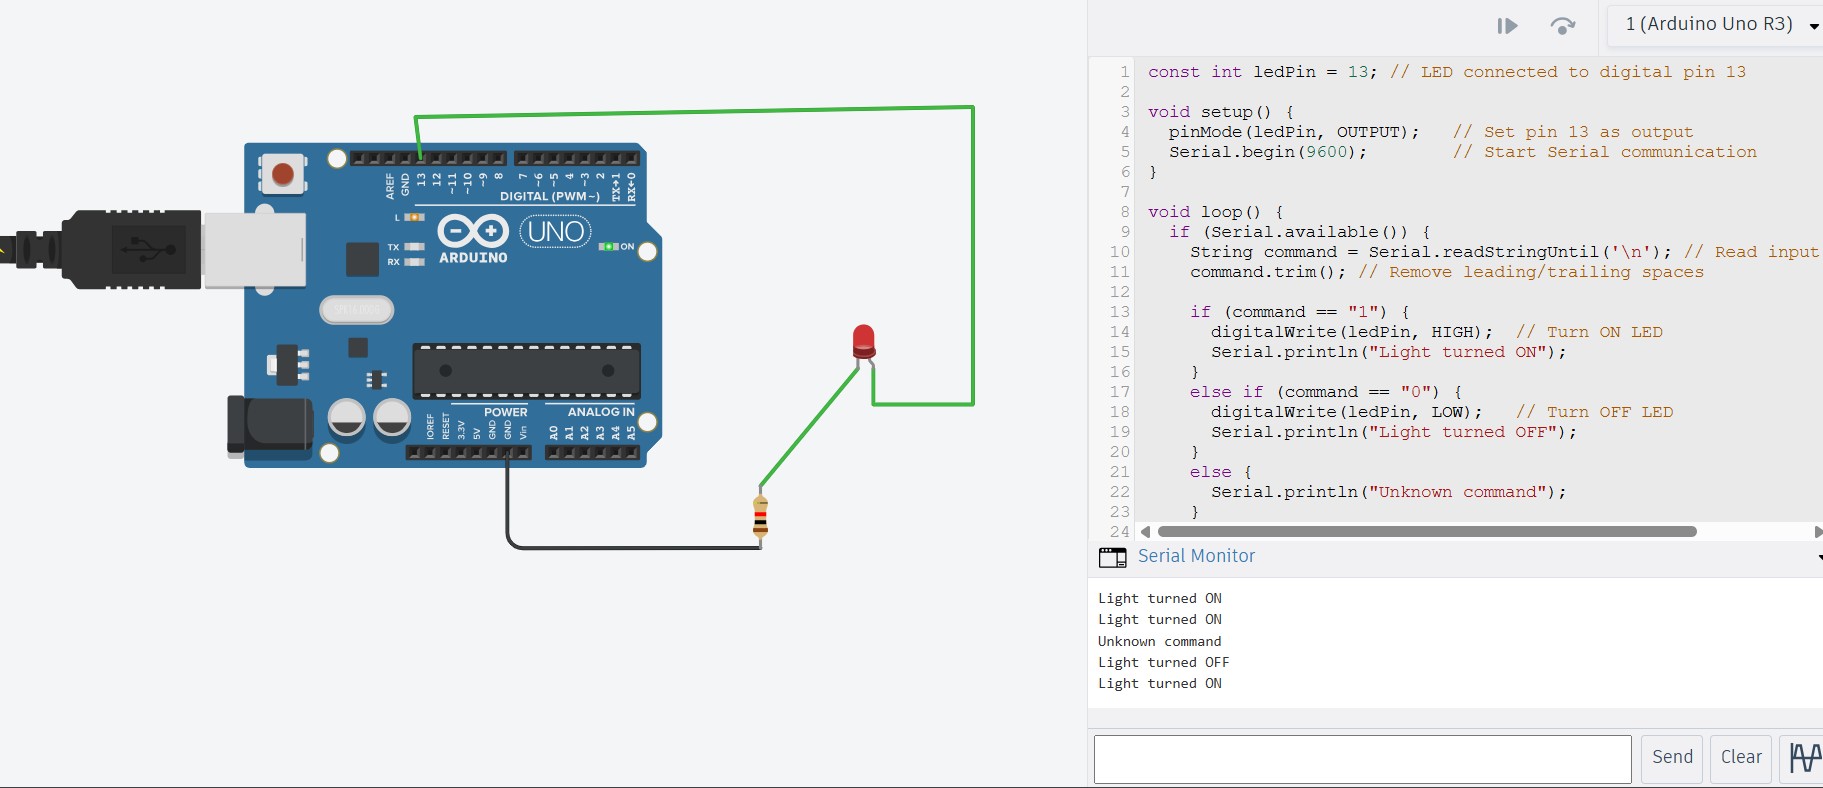 1 (Arduino Uno R3)
AREF
GND
13
12
~11
~10
~9
8
7
~6
~5
4
~3
2
TX→1
RX←0
DIGITAL (PWM~)
L
TX
RX
ARDUINO
UNO
ON
POWER
ANALOG IN
IOREF
RESET
3.3V
5V
GND
GND
Vin
A0
A1
A2
A3
A4
A5
1 const int ledPin = 13; // LED connected to digital pin 13
2
3 void setup() {
4 pinMode(ledPin, OUTPUT); // Set pin 13 as output
5 Serial.begin(9600); // Start Serial communication
6 }
7
8 void loop() {
9 if (Serial.available()) {
10 String command = Serial.readStringUntil('\n'); // Read input
11 command.trim(); // Remove leading/trailing spaces
12
13 if (command == "1") {
14 digitalWrite(ledPin, HIGH); // Turn ON LED
15 Serial.println("Light turned ON");
16 }
17 else if (command == "0") {
18 digitalWrite(ledPin, LOW); // Turn OFF LED
19 Serial.println("Light turned OFF");
20 }
21 else {
22 Serial.println("Unknown command");
23 }
24
Serial Monitor
Light turned ON
Light turned ON
Unknown command
Light turned OFF
Light turned ON
Send
Clear